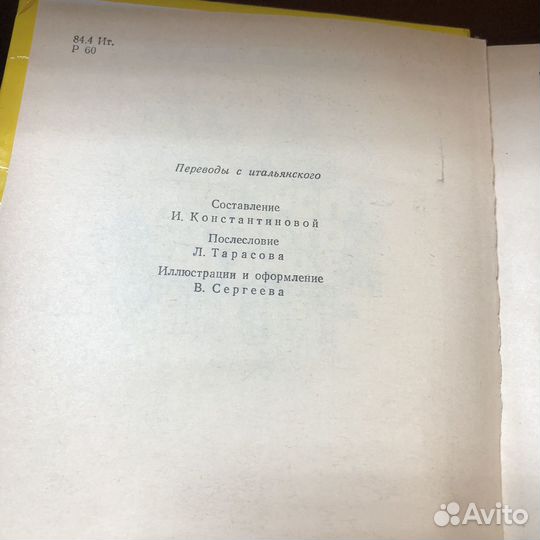 84.4 Ит.
Р 60
Переводы с итальянского
Составление
И. Константиновой
Послесловие
Л. Тарасова
Иллюстрации и оформление
В. Сергеева
Avito